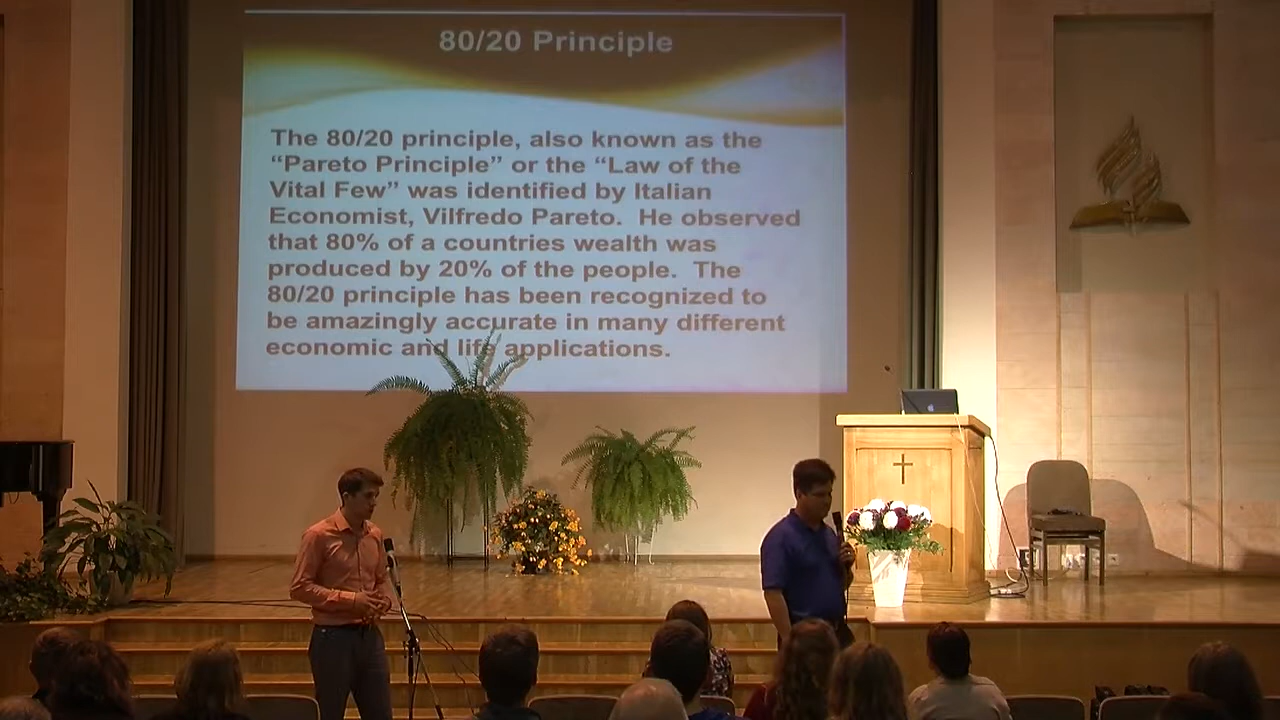 80/20 Principle
The 80/20 principle, also known as the
“Pareto Principle” or the “Law of the
Vital Few” was identified by Italian
Economist, Vilfredo Pareto.  He observed
that 80% of a countries wealth was
produced by 20% of the people.  The
80/20 principle has been recognized to
be amazingly accurate in many different
economic and life applications.